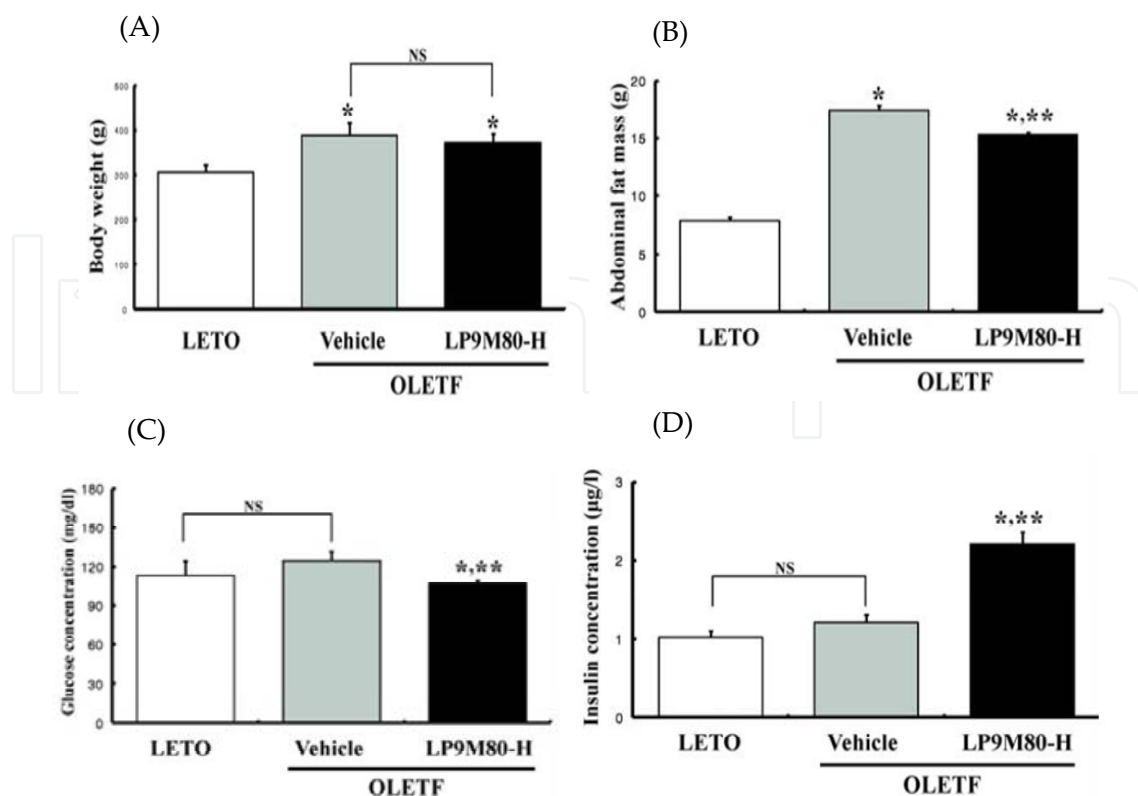 (A)
Body weight (g)
500
400
300
200
100
0
NS
*
*
LETO
Vehicle
LP9M80-H
OLETF
(B)
Abdominal fat mass (g)
20
15
10
5
0
*
*,**
LETO
Vehicle
LP9M80-H
OLETF
(C)
Glucose concentration (mg/dl)
180
150
120
90
60
30
0
NS
*,**
LETO
Vehicle
LP9M80-H
OLETF
(D)
Insulin concentration (µg/l)
3
2
1
0
NS
*,**
LETO
Vehicle
LP9M80-H
OLETF